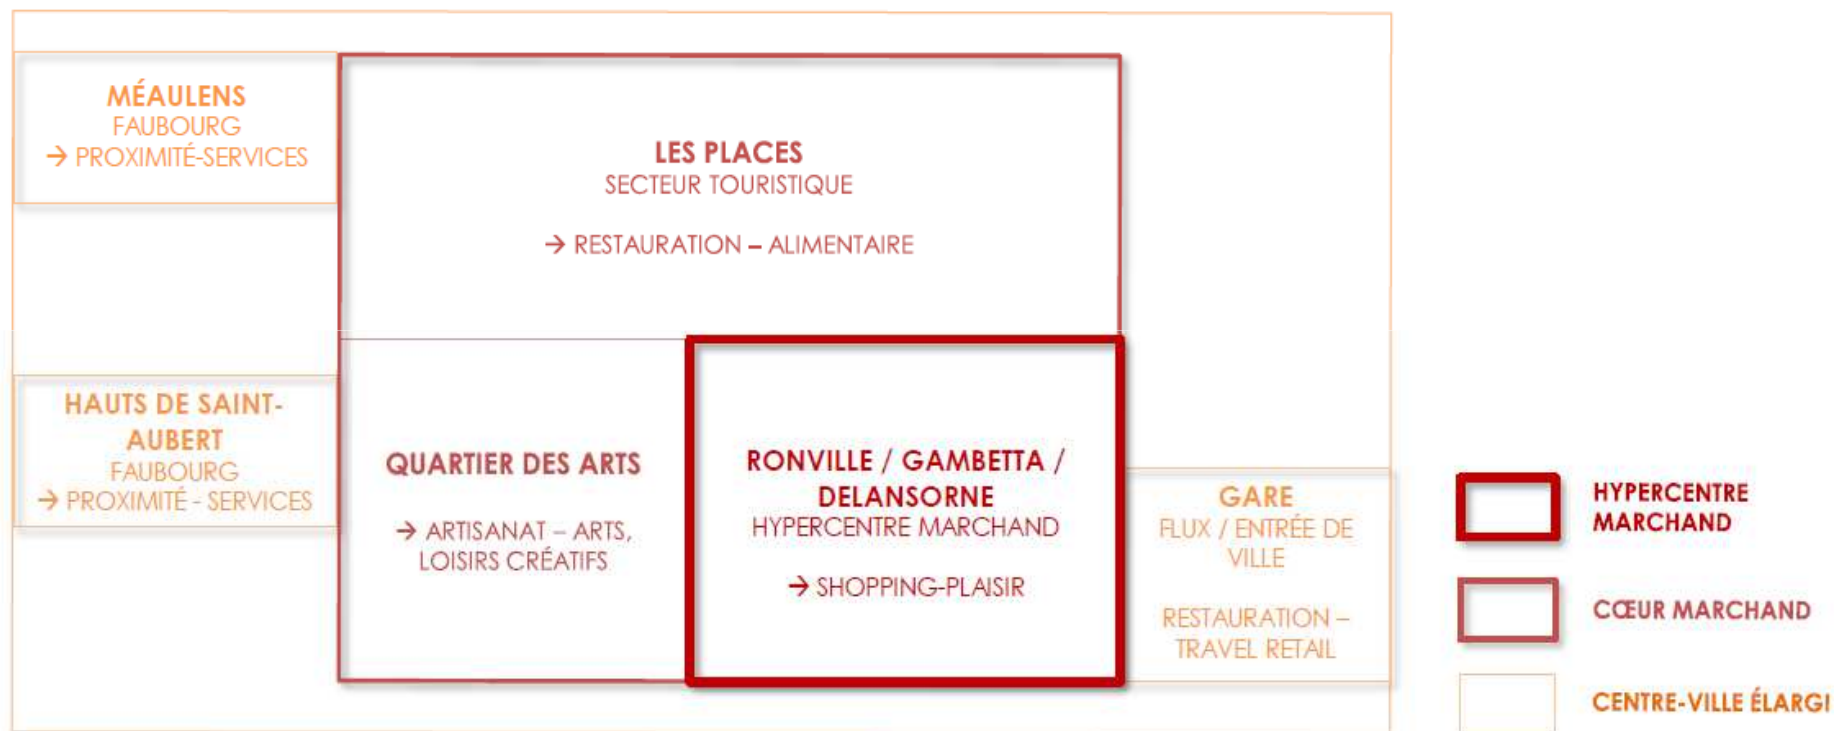 MÉAULENS
FAUBOURG
→ PROXIMITÉ-SERVICES
LES PLACES
SECTEUR TOURISTIQUE
→ RESTAURATION – ALIMENTAIRE
HAUTS DE SAINT-
AUBERT
FAUBOURG
→ PROXIMITÉ - SERVICES
QUARTIER DES ARTS
→ ARTISANAT – ARTS,
LOISIRS CRÉATIFS
RONVILLE / GAMBETTA /
DELANSORNE
HYPERCENTRE MARCHAND
→ SHOPPING-PLAISIR
GARE
FLUX / ENTRÉE DE
VILLE
RESTAURATION –
TRAVEL RETAIL
HYPERCENTRE
MARCHAND
CŒUR MARCHAND
CENTRE-VILLE ÉLARGI